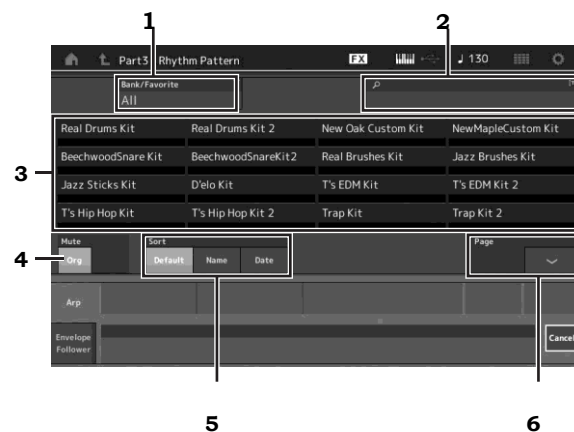 1
2
Part3 - Rhythm Pattern
FX
♩ 130
Bank/Favorite
All
Real Drums Kit
Real Drums Kit 2
New Oak Custom Kit
NewMapleCustom Kit
BeechwoodSnare Kit
BeechwoodSnareKit2
Real Brushes Kit
Jazz Brushes Kit
3
Jazz Sticks Kit
D'elo Kit
T's EDM Kit
T's EDM Kit 2
T's Hip Hop Kit
T's Hip Hop Kit 2
Trap Kit
Trap Kit 2
Mute
Sort
Page
4
Org
Default
Name
Date
Arp
Envelope
Follower
Cancel
5
6